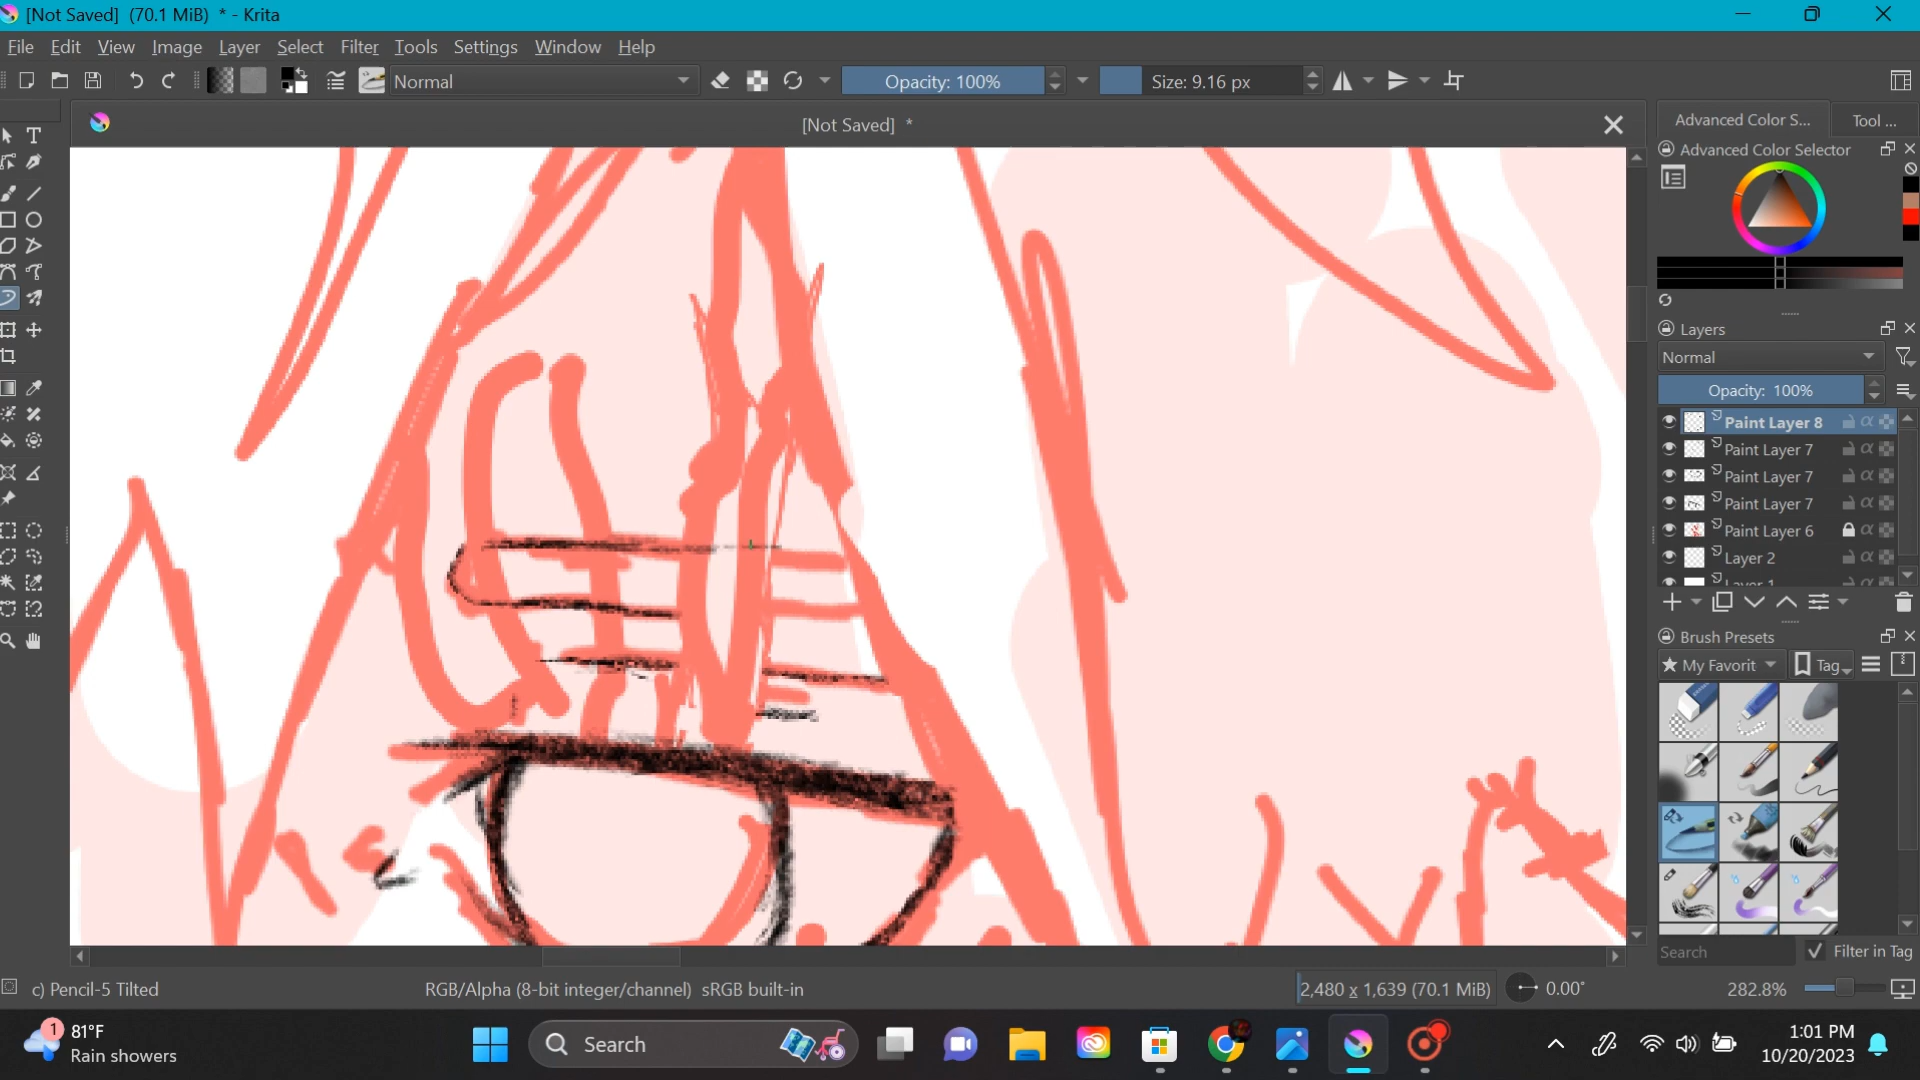 [Not Saved]  (70.1 MiB)  * - Krita
File Edit View Image Layer Select Filter Tools Settings Window Help
Normal Opacity: 100% Size: 9.16 px
[Not Saved]  *
Advanced Color S... Tool ...
Advanced Color Selector
Layers
Normal
Opacity: 100%
Paint Layer 8
Paint Layer 7
Paint Layer 7
Paint Layer 7
Paint Layer 6
Layer 2
Layer 1
Brush Presets
My Favorit Tag
Search Filter in Tag
c) Pencil-5 Tilted RGB/Alpha (8-bit integer/channel)  sRGB built-in 2,480 x 1,639 (70.1 MiB) 0.00° 282.8%
1 81°F
Rain showers
Search
1:01 PM
10/20/2023